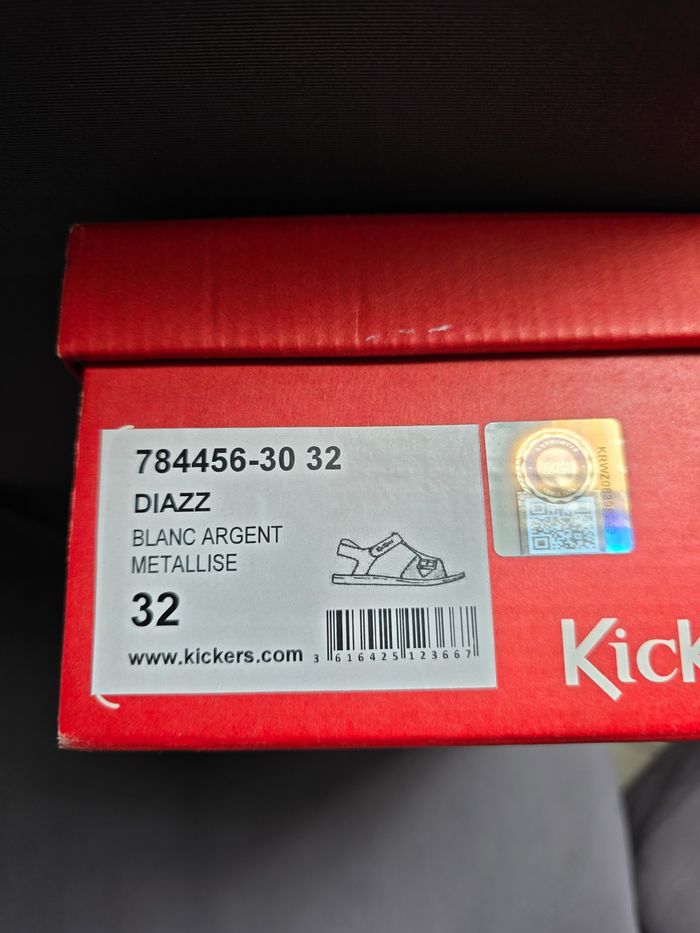 784456-30 32
DIAZZ
BLANC ARGENT
METALLISE
32
www.kickers.com
3 616425 123667
Kick